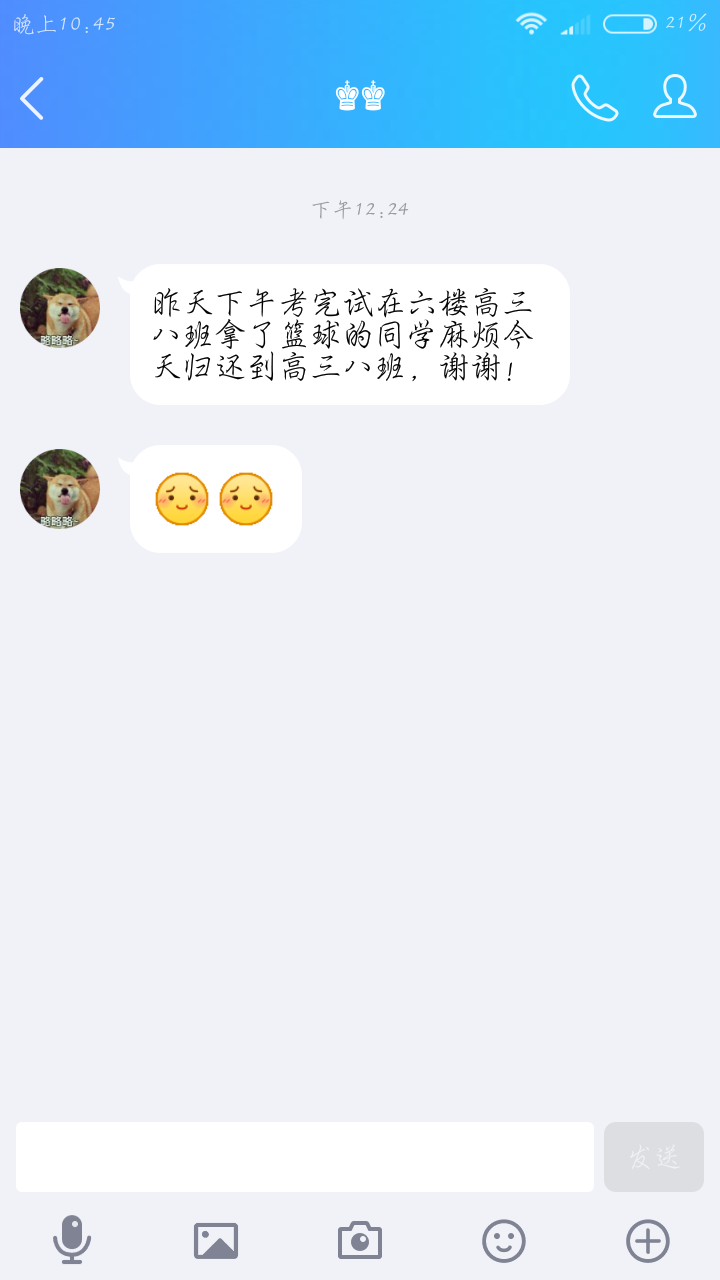 晚上10:45
21%
下午12:24
昨天下午考完试在六楼高三
八班拿了篮球的同学麻烦今
天归还到高三八班，谢谢！
略略略~
略略略~
发送